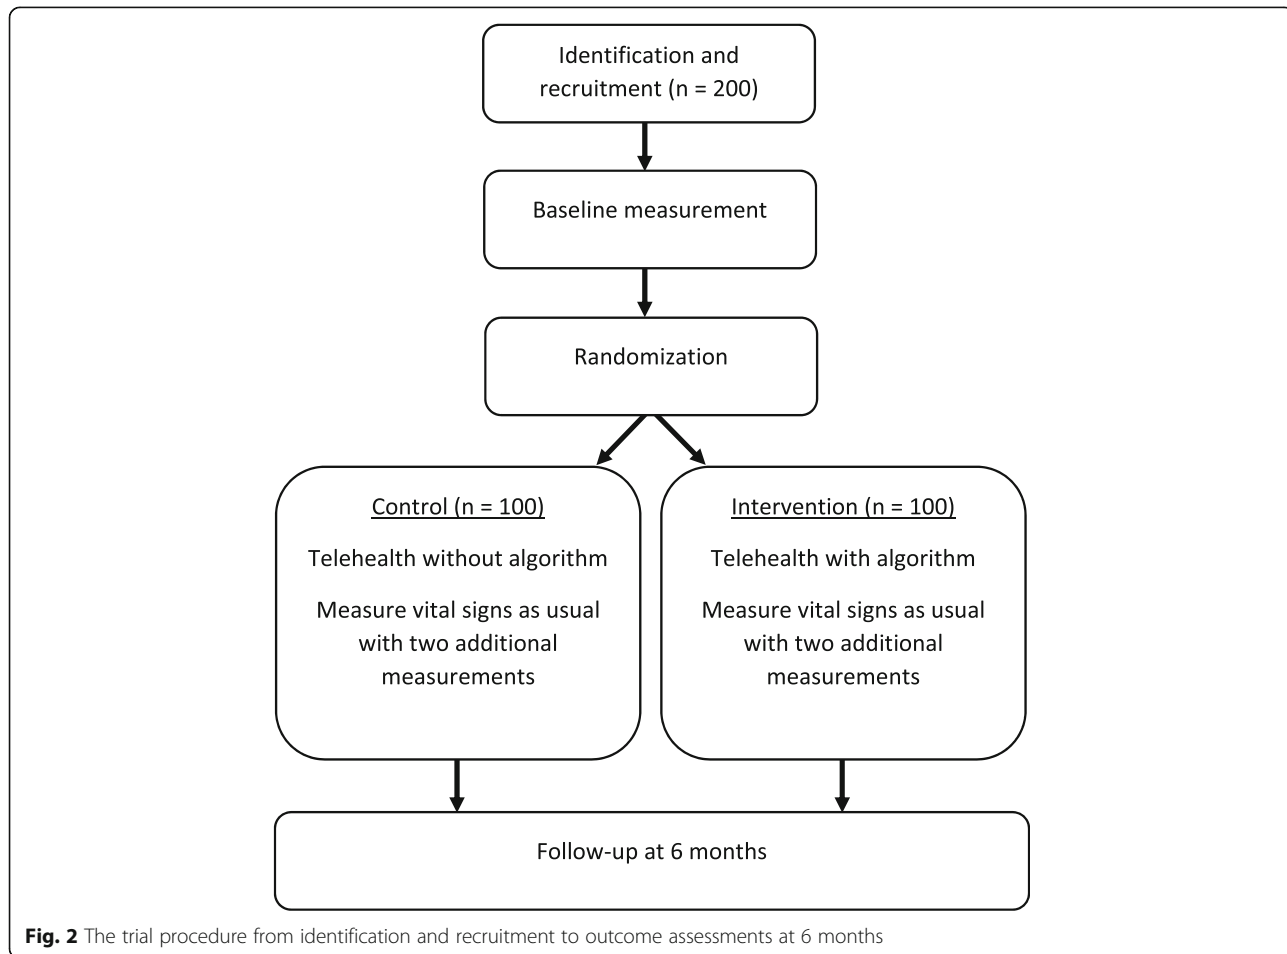 Identification and
recruitment (n = 200)
Baseline measurement
Randomization
Control (n = 100)
Telehealth without algorithm
Measure vital signs as usual
with two additional
measurements
Intervention (n = 100)
Telehealth with algorithm
Measure vital signs as usual
with two additional
measurements
Follow-up at 6 months
Fig. 2 The trial procedure from identification and recruitment to outcome assessments at 6 months